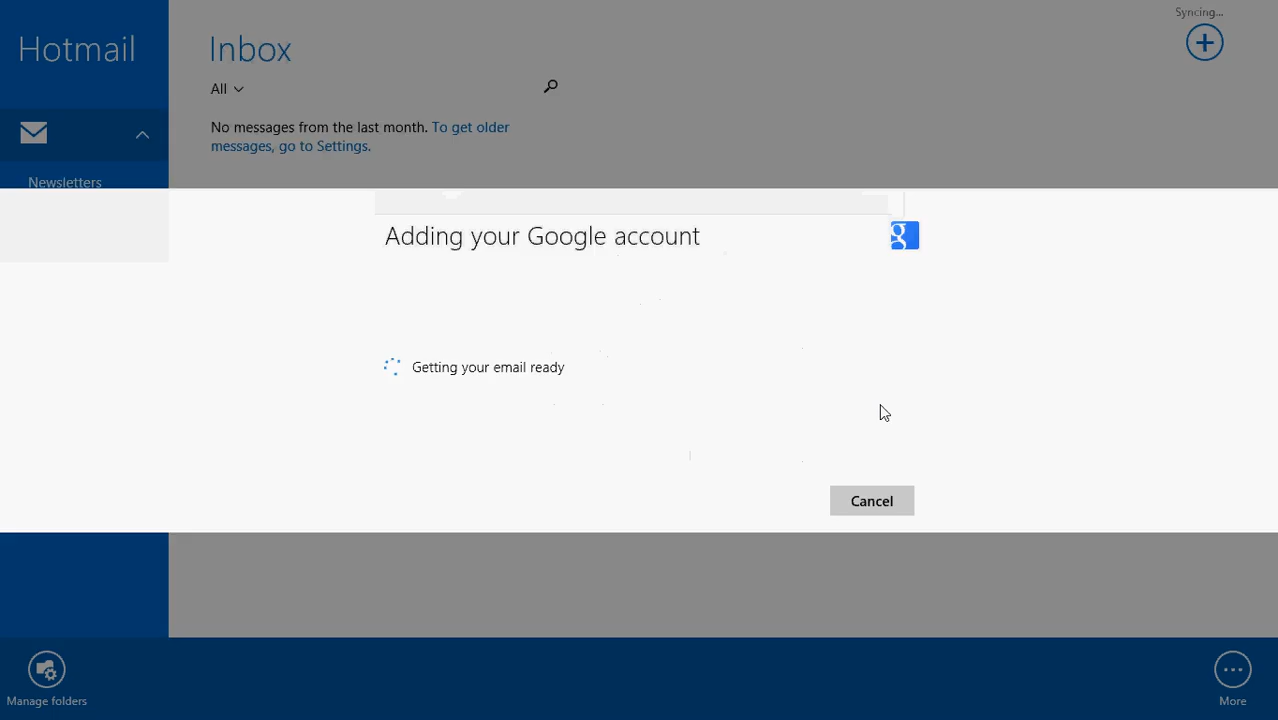 Syncing...
Hotmail
Inbox
All
No messages from the last month. To get older
messages, go to Settings.
Newsletters
Adding your Google account
g
Getting your email ready
Cancel
Manage folders
More